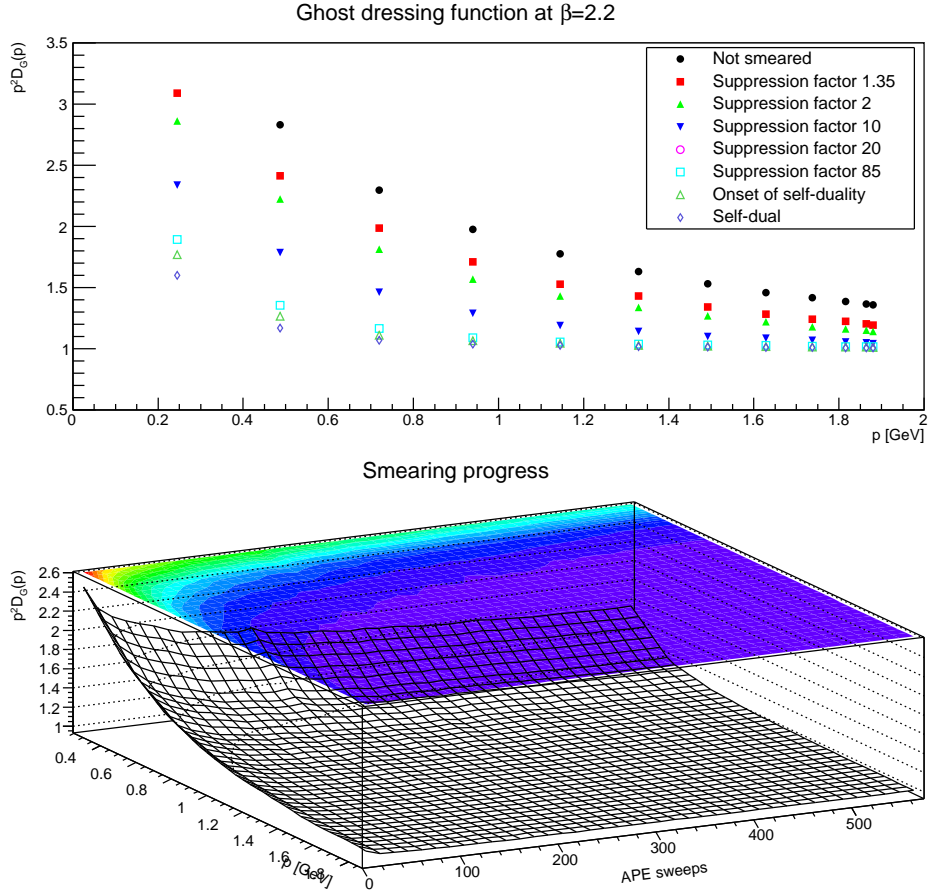 Ghost dressing function at β=2.2
p²D_G(p)
3.5
3
2.5
2
1.5
1
0.5
Not smeared
Suppression factor 1.35
Suppression factor 2
Suppression factor 10
Suppression factor 20
Suppression factor 85
Onset of self-duality
Self-dual
0 0.2 0.4 0.6 0.8 1 1.2 1.4 1.6 1.8 2
p [GeV]
Smearing progress
p²D_G(p)
2.6
2.4
2.2
2
1.8
1.6
1.4
1.2
1
0.4 0.6 0.8 1 1.2 1.4 1.6 1.8
p [GeV]
0 100 200 300 400 500
APE sweeps